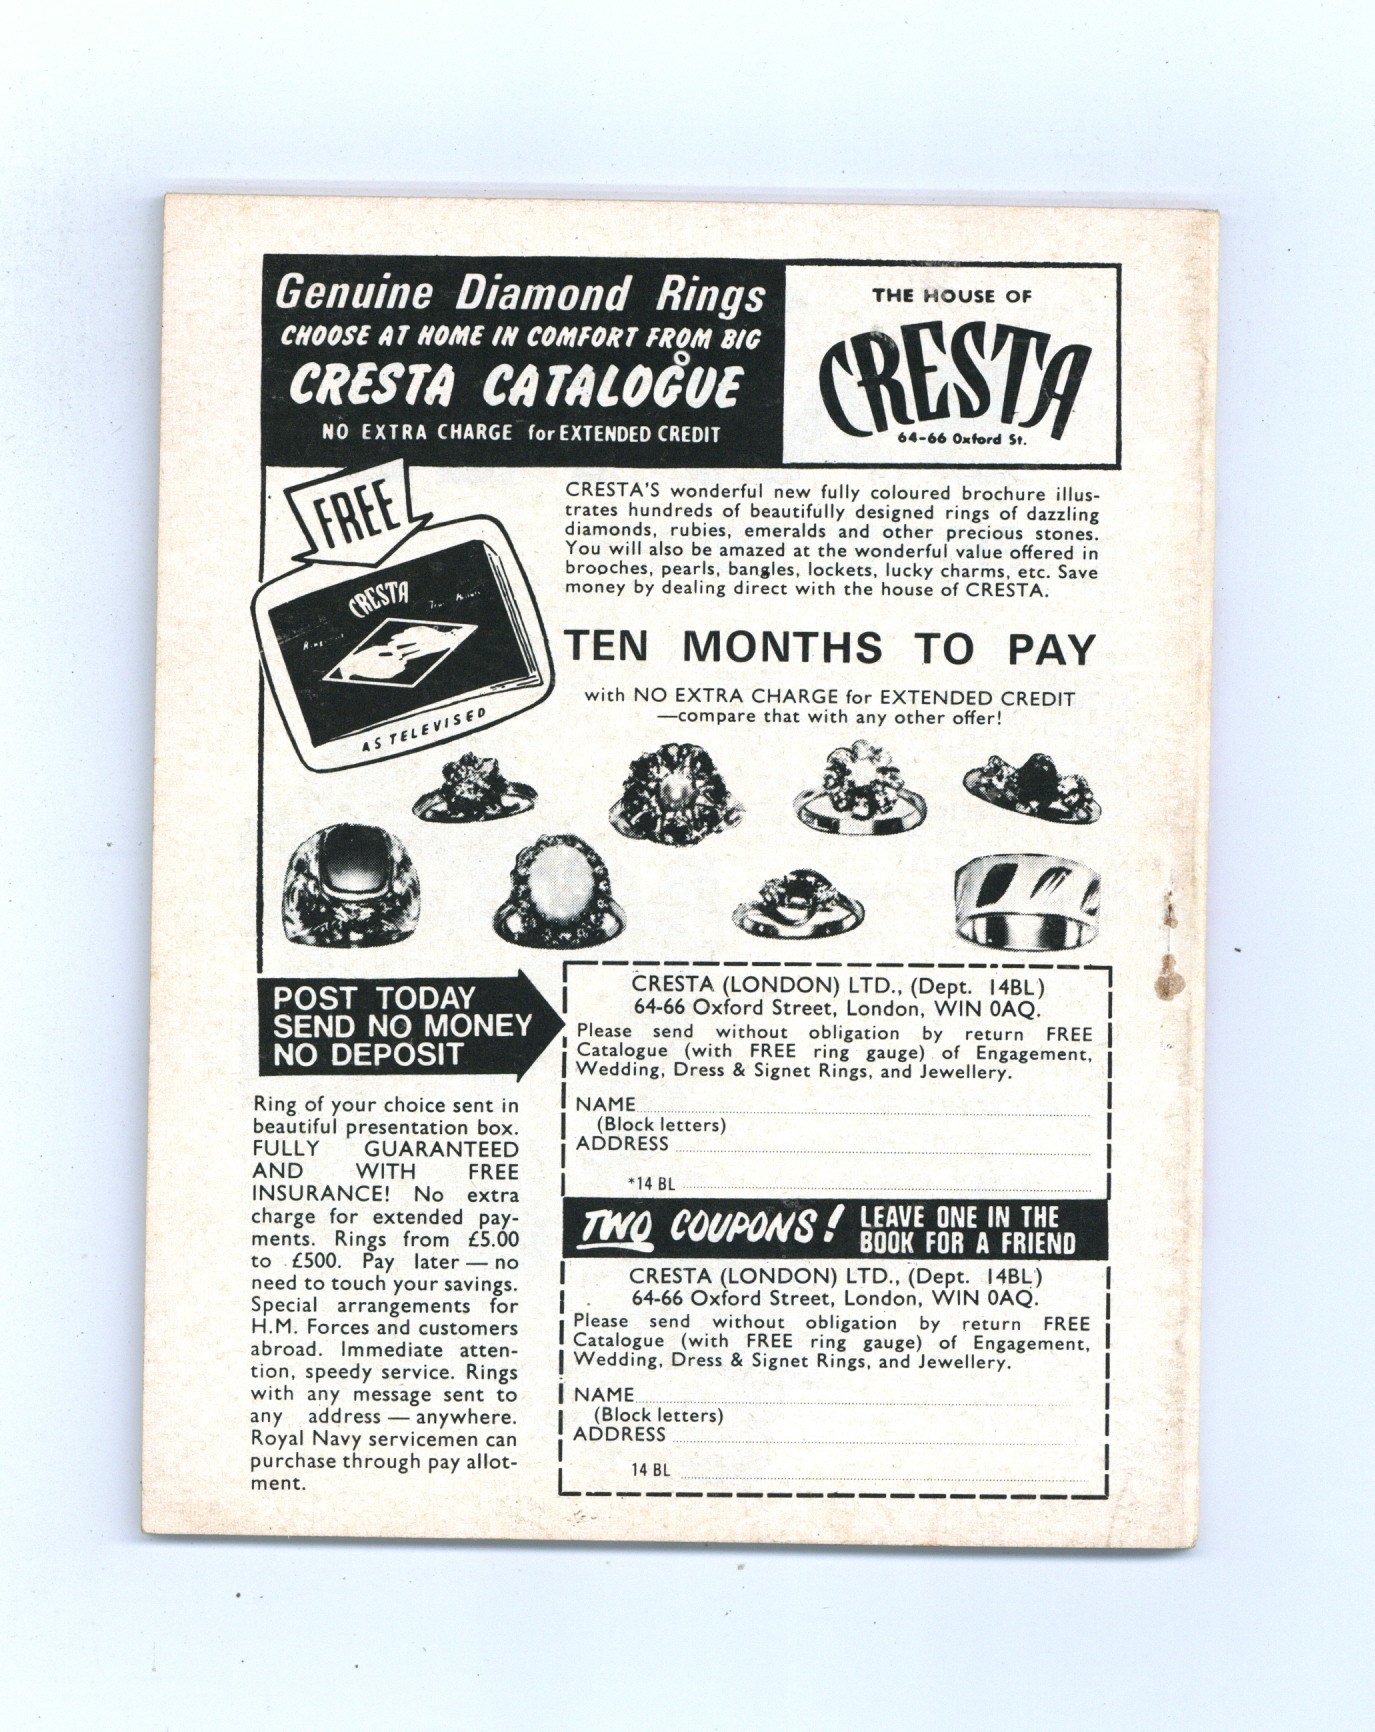 Genuine Diamond Rings
CHOOSE AT HOME IN COMFORT FROM BIG
CRESTA CATALOGUE
NO EXTRA CHARGE for EXTENDED CREDIT
THE HOUSE OF
CRESTA
64-66 Oxford St.
FREE
CRESTA
AS TELEVISED
CRESTA'S wonderful new fully coloured brochure illus-
trates hundreds of beautifully designed rings of dazzling
diamonds, rubies, emeralds and other precious stones.
You will also be amazed at the wonderful value offered in
brooches, pearls, bangles, lockets, lucky charms, etc. Save
money by dealing direct with the house of CRESTA.
TEN MONTHS TO PAY
with NO EXTRA CHARGE for EXTENDED CREDIT
—compare that with any other offer!
POST TODAY
SEND NO MONEY
NO DEPOSIT
Ring of your choice sent in
beautiful presentation box.
FULLY GUARANTEED
AND WITH FREE
INSURANCE! No extra
charge for extended pay-
ments. Rings from £5.00
to £500. Pay later — no
need to touch your savings.
Special arrangements for
H.M. Forces and customers
abroad. Immediate atten-
tion, speedy service. Rings
with any message sent to
any address — anywhere.
Royal Navy servicemen can
purchase through pay allot-
ment.
CRESTA (LONDON) LTD., (Dept. 14BL)
64-66 Oxford Street, London, WIN 0AQ.
Please send without obligation by return FREE
Catalogue (with FREE ring gauge) of Engagement,
Wedding, Dress & Signet Rings, and Jewellery.
NAME
(Block letters)
ADDRESS
*14 BL
TWO COUPONS! LEAVE ONE IN THE
BOOK FOR A FRIEND
CRESTA (LONDON) LTD., (Dept. 14BL)
64-66 Oxford Street, London, WIN 0AQ.
Please send without obligation by return FREE
Catalogue (with FREE ring gauge) of Engagement,
Wedding, Dress & Signet Rings, and Jewellery.
NAME
(Block letters)
ADDRESS
14 BL